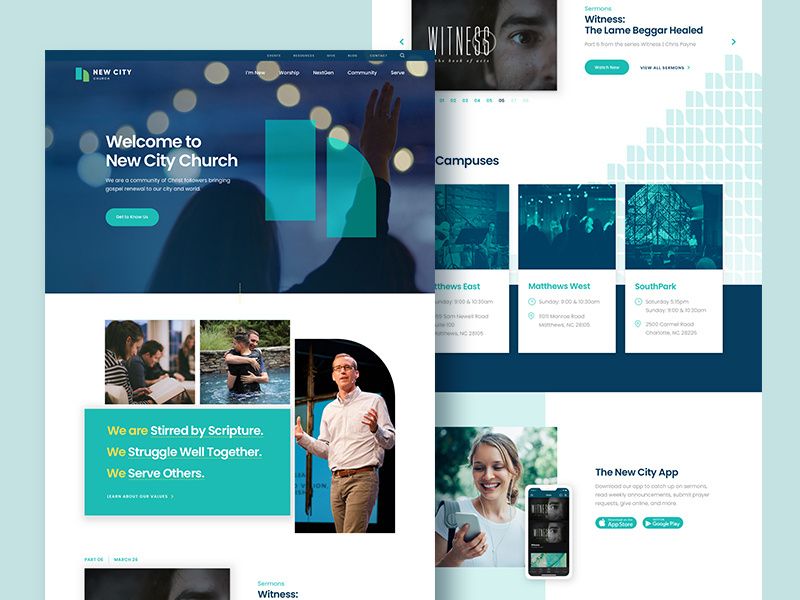 EVENTS RESOURCES GIVE BLOG CONTACT
NEW CITY
CHURCH
I'm New Worship NextGen Community Serve
Welcome to
New City Church
We are a community of Christ followers bringing
gospel renewal to our city and world.
Get to Know Us
We are Stirred by Scripture.
We Struggle Well Together.
We Serve Others.
LEARN ABOUT OUR VALUES
PART 06 | MARCH 24
Sermons
Witness:
WITNESS
the book of acts
Sermons
Witness:
The Lame Beggar Healed
Part 6 from the series Witness | Chris Payne
Watch Now
VIEW ALL SERMONS
01 02 03 04 05 06 07 08
Campuses
tthews East
Sunday: 9:00 & 10:30am
Sam Newell Road
uite 100
atthews, NC 28105
Matthews West
Sunday: 9:00 & 10:30am
11011 Monroe Road
Matthews, NC 28105
SouthPark
Saturday 5:15pm
Sunday: 9:00 & 10:30am
2500 Carmel Road
Charlotte, NC 28226
The New City App
Download our app to catch up on sermons,
read weekly announcements, submit prayer
requests, give online, and more.
Download on the
App Store
Google Play
WITNESS